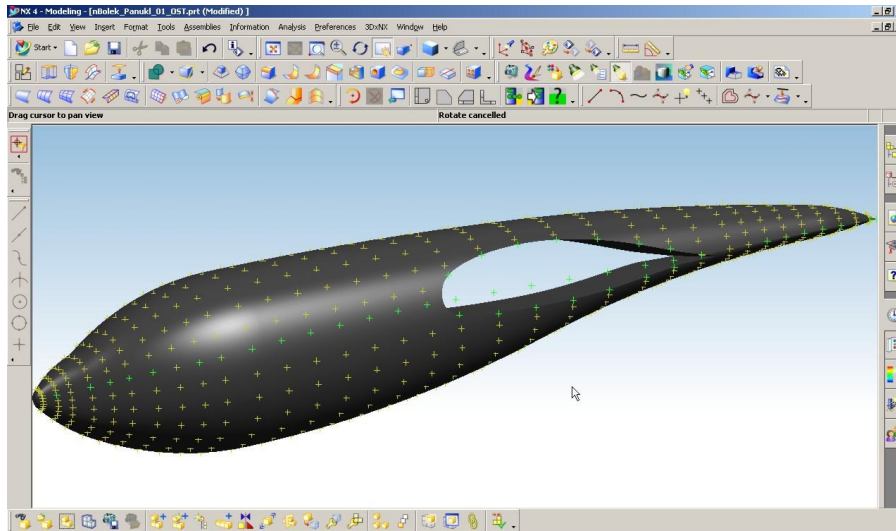 NX 4 - Modeling - [nBolek_Panukl_01_OST.prt (Modified) ]
File Edit View Insert Format Tools Assemblies Information Analysis Preferences 3DxNX Window Help
Start
Drag cursor to pan view Rotate cancelled